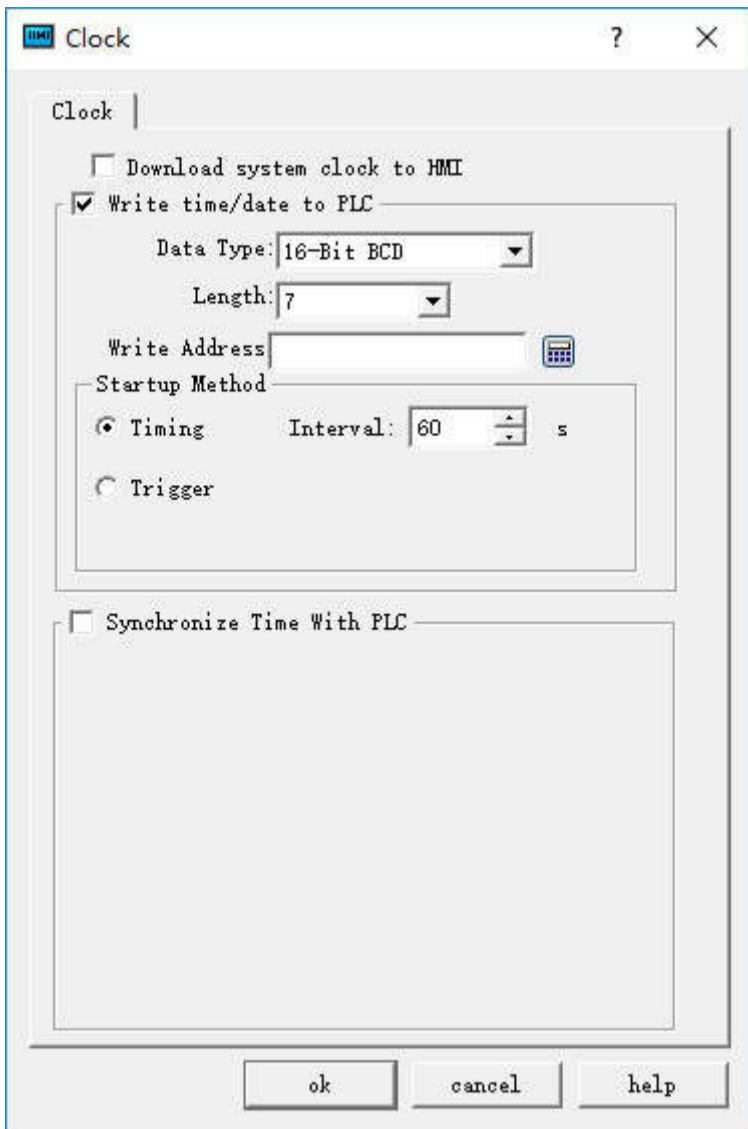 HMI Clock ? ×
Clock
Download system clock to HMI
Write time/date to PLC
Data Type: 16-Bit BCD
Length: 7
Write Address
Startup Method
Timing Interval: 60 s
Trigger
Synchronize Time With PLC
ok cancel help